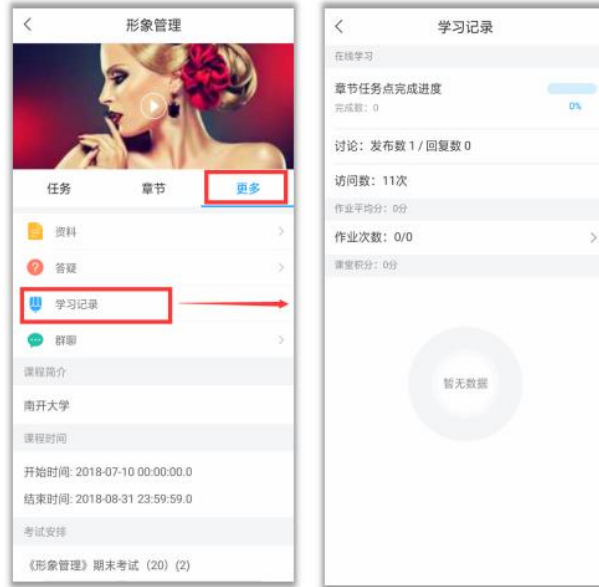 形象管理
任务 章节 更多
资料
答疑
学习记录
群聊
课程简介
南开大学
课程时间
开始时间: 2018-07-10 00:00:00.0
结束时间: 2018-08-31 23:59:59.0
考试安排
《形象管理》期末考试（20）(2)
学习记录
在线学习
章节任务点完成进度
完成数：0 0%
讨论：发布数 1 / 回复数 0
访问数：11次
作业平均分：0分
作业次数：0/0
课堂积分：0分
暂无数据